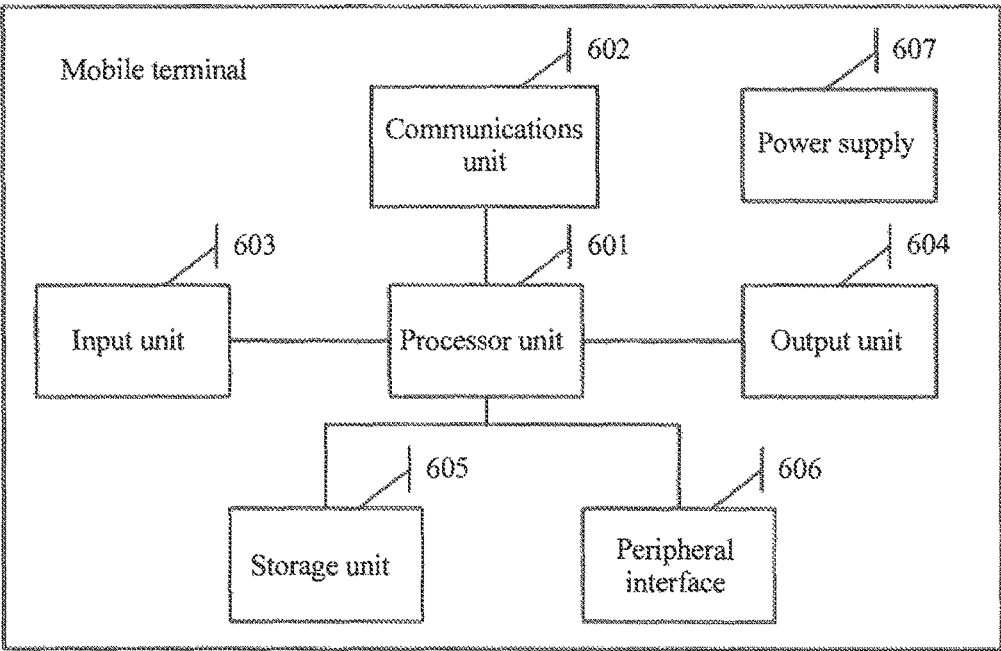 Mobile terminal
602
607
Communications
unit
Power supply
603
601
604
Input unit
Processor unit
Output unit
605
606
Storage unit
Peripheral
interface